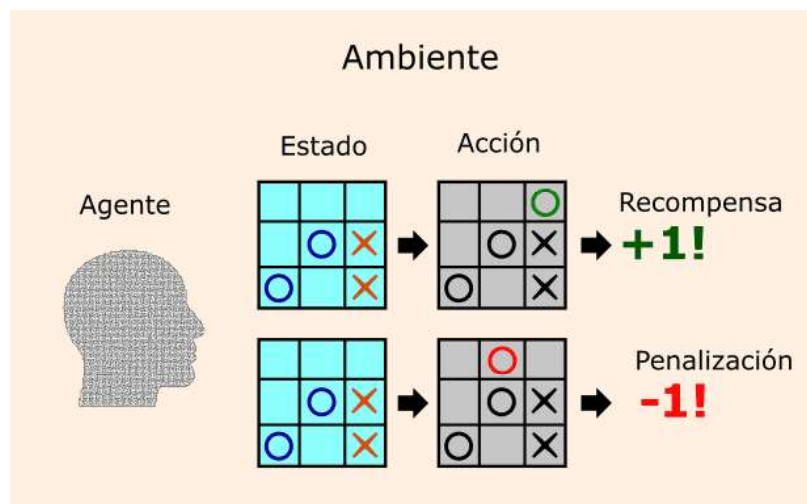 Ambiente
Estado
Acción
Agente
Recompensa
+1!
Penalización
-1!